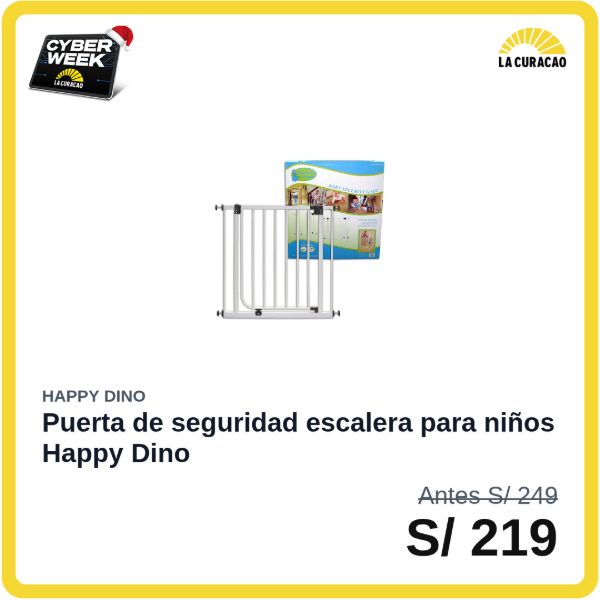 CYBER
WEEK
LA CURACAO
LA CURACAO
HAPPY DINO
Puerta de seguridad escalera para niños
Happy Dino
Antes S/ 249
S/ 219